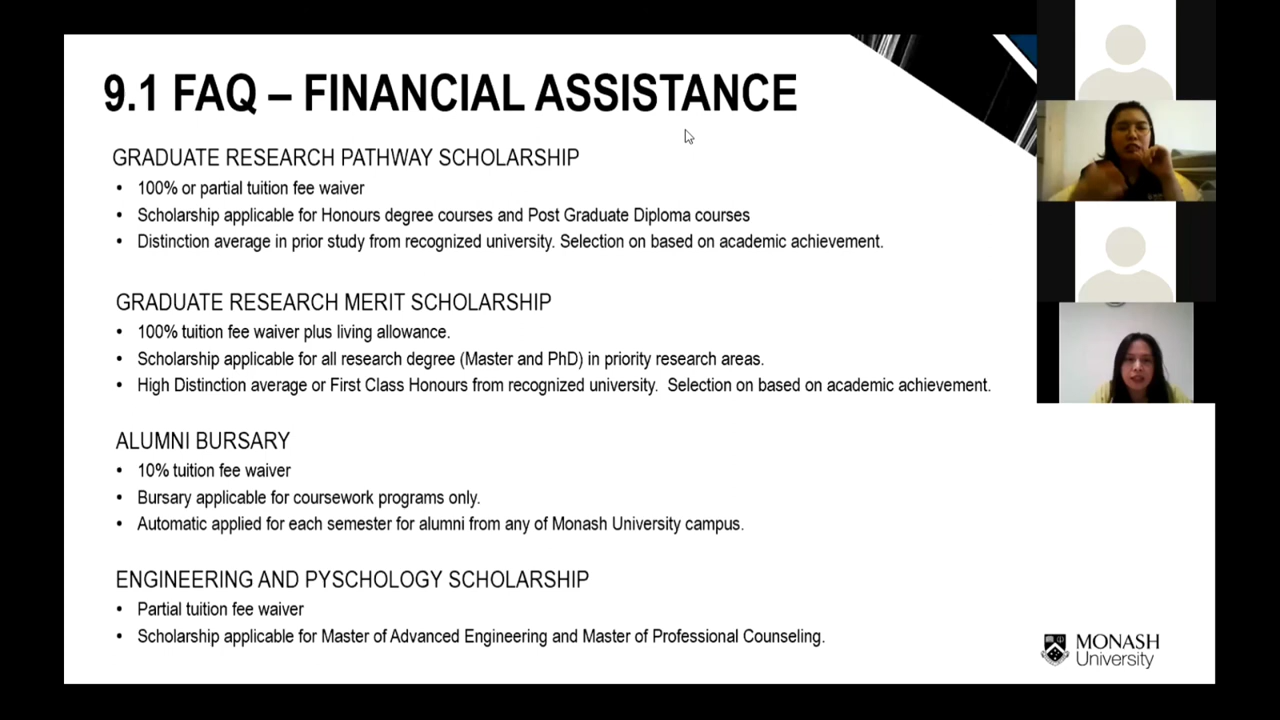 9.1 FAQ – FINANCIAL ASSISTANCE
GRADUATE RESEARCH PATHWAY SCHOLARSHIP
• 100% or partial tuition fee waiver
• Scholarship applicable for Honours degree courses and Post Graduate Diploma courses
• Distinction average in prior study from recognized university. Selection on based on academic achievement.
GRADUATE RESEARCH MERIT SCHOLARSHIP
• 100% tuition fee waiver plus living allowance.
• Scholarship applicable for all research degree (Master and PhD) in priority research areas.
• High Distinction average or First Class Honours from recognized university. Selection on based on academic achievement.
ALUMNI BURSARY
• 10% tuition fee waiver
• Bursary applicable for coursework programs only.
• Automatic applied for each semester for alumni from any of Monash University campus.
ENGINEERING AND PYSCHOLOGY SCHOLARSHIP
• Partial tuition fee waiver
• Scholarship applicable for Master of Advanced Engineering and Master of Professional Counseling.
MONASH
University